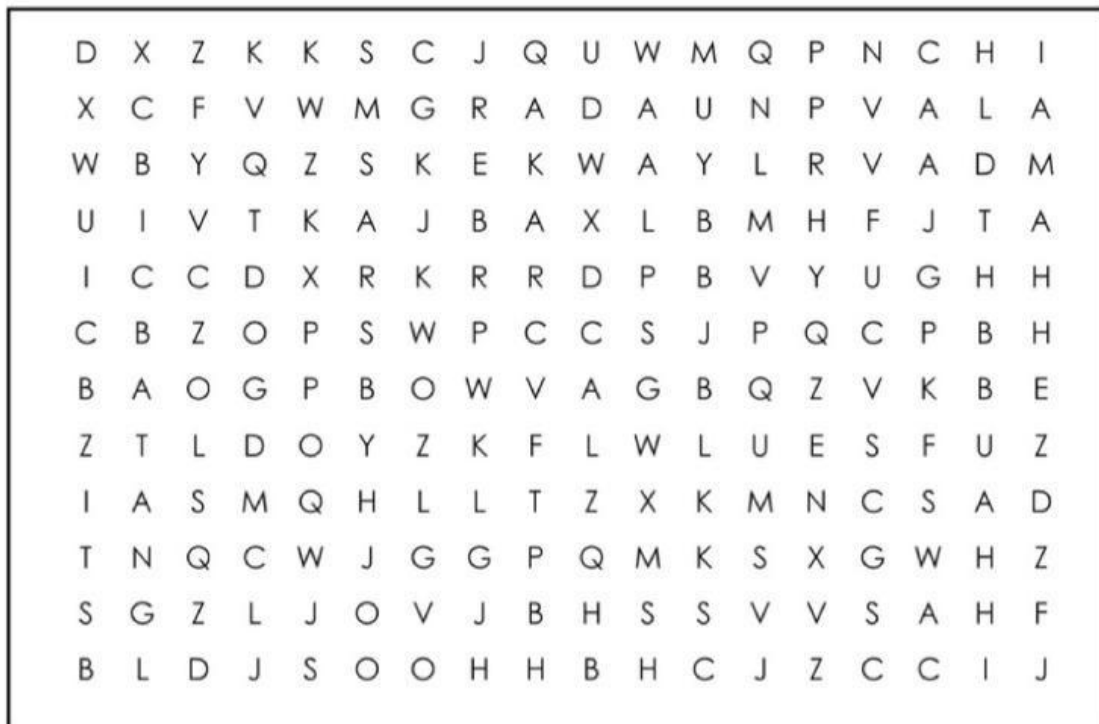 D X Z K K S C J Q U W M Q P N C H I
X C F V W M G R A D A U N P V A L A
W B Y Q Z S K E K W A Y L R V A D M
U I V T K A J B A X L B M H F J T A
I C C D X R K R R D P B V Y U G H H
C B Z O P S W P C C S J P Q C P B H
B A O G P B O W V A G B Q Z V K B E
Z T L D O Y Z K F L W L U E S F U Z
I A S M Q H L L T Z X K M N C S A D
T N Q C W J G G P Q M K S X G W H Z
S G Z L J O V J B H S S V V S A H F
B L D J S O O H H B H C J Z C C I J